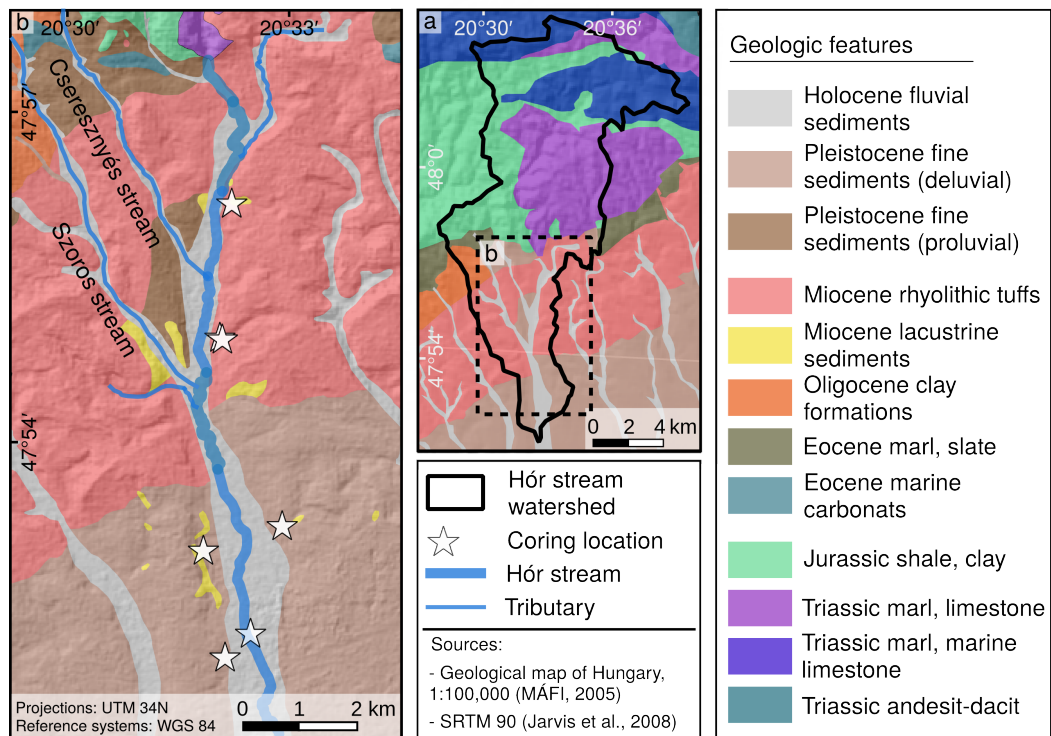 b
20°30′
20°33′
47°57′
Cseresznyés stream
Szoros stream
47°54′
Projections: UTM 34N
Reference systems: WGS 84
0 1 2 km
a
20°30′
20°36′
48°0′
b
47°54′
0 2 4 km
Hór stream
watershed
Coring location
Hór stream
Tributary
Sources:
- Geological map of Hungary,
1:100,000 (MÁFI, 2005)
- SRTM 90 (Jarvis et al., 2008)
Geologic features
Holocene fluvial
sediments
Pleistocene fine
sediments (deluvial)
Pleistocene fine
sediments (proluvial)
Miocene rhyolithic tuffs
Miocene lacustrine
sediments
Oligocene clay
formations
Eocene marl, slate
Eocene marine
carbonats
Jurassic shale, clay
Triassic marl, limestone
Triassic marl, marine
limestone
Triassic andesit-dacit